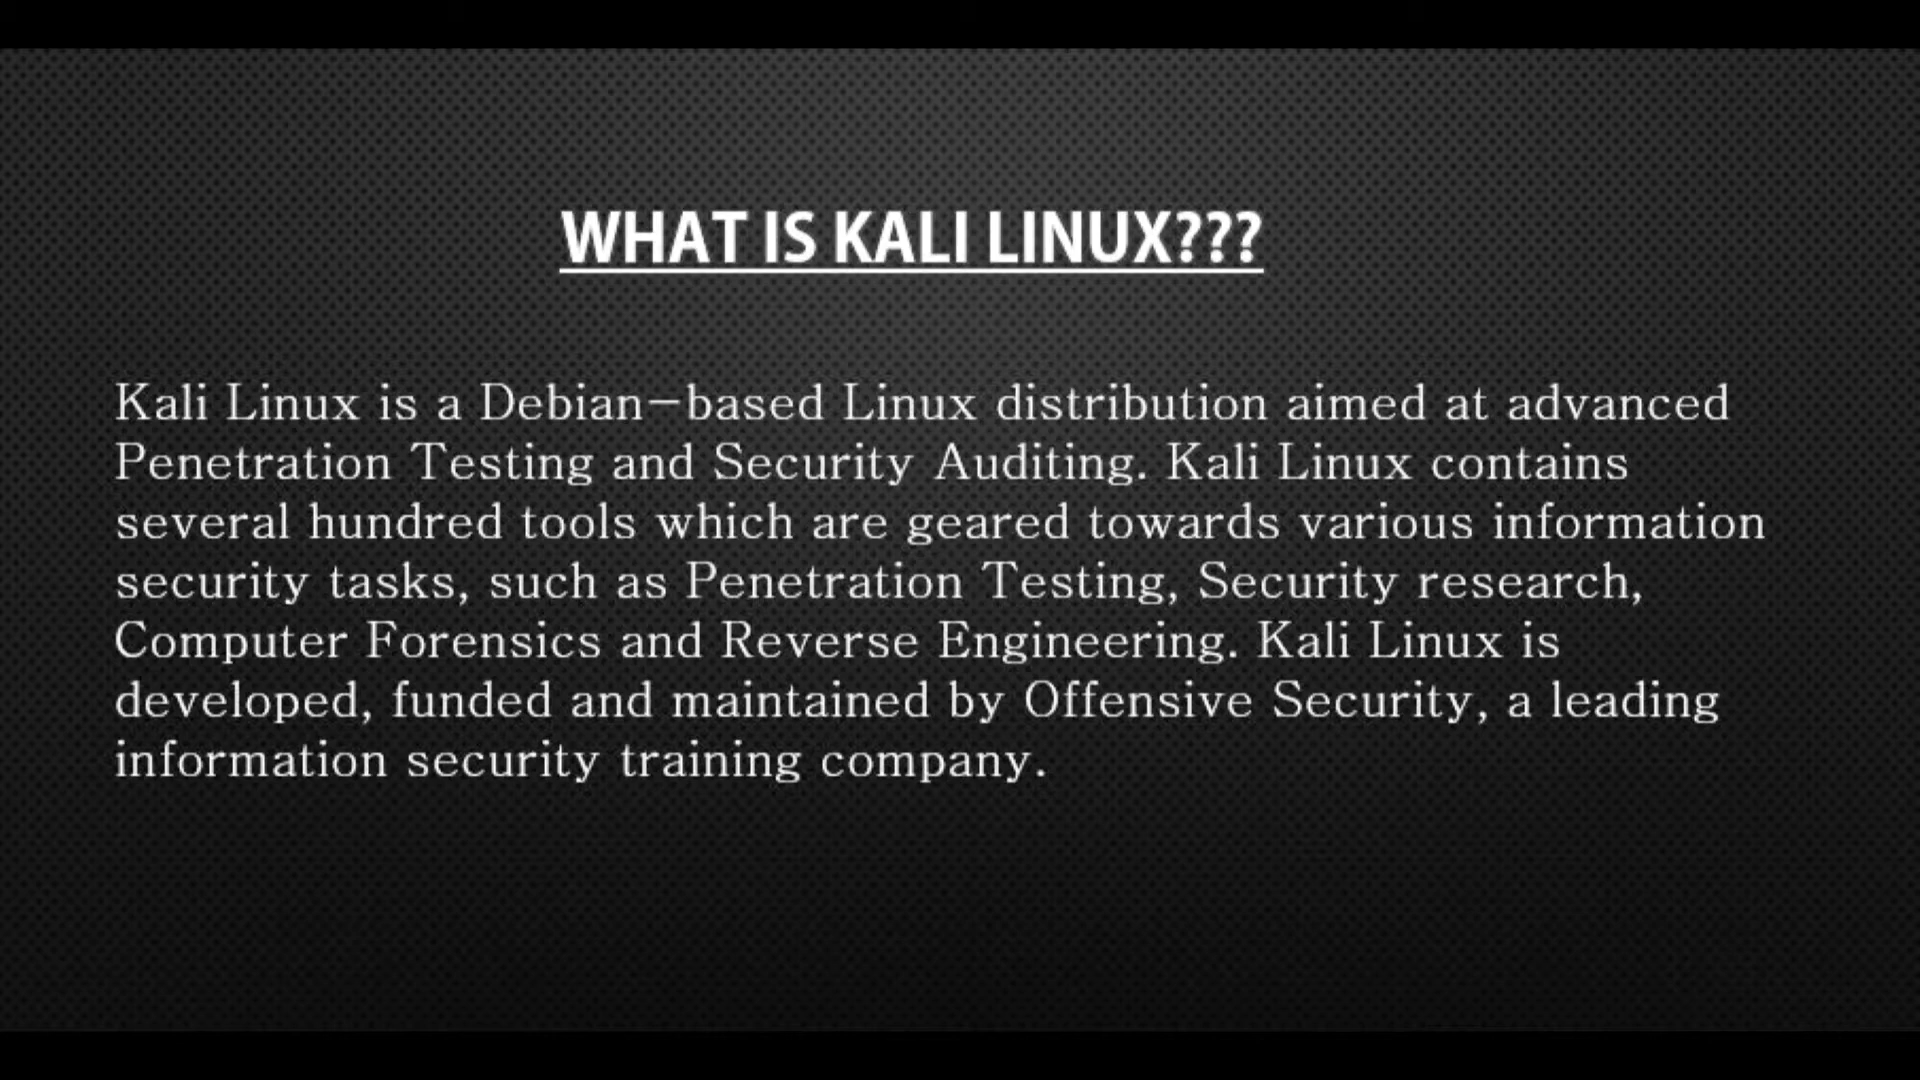 WHAT IS KALI LINUX???
Kali Linux is a Debian-based Linux distribution aimed at advanced
Penetration Testing and Security Auditing. Kali Linux contains
several hundred tools which are geared towards various information
security tasks, such as Penetration Testing, Security research,
Computer Forensics and Reverse Engineering. Kali Linux is
developed, funded and maintained by Offensive Security, a leading
information security training company.